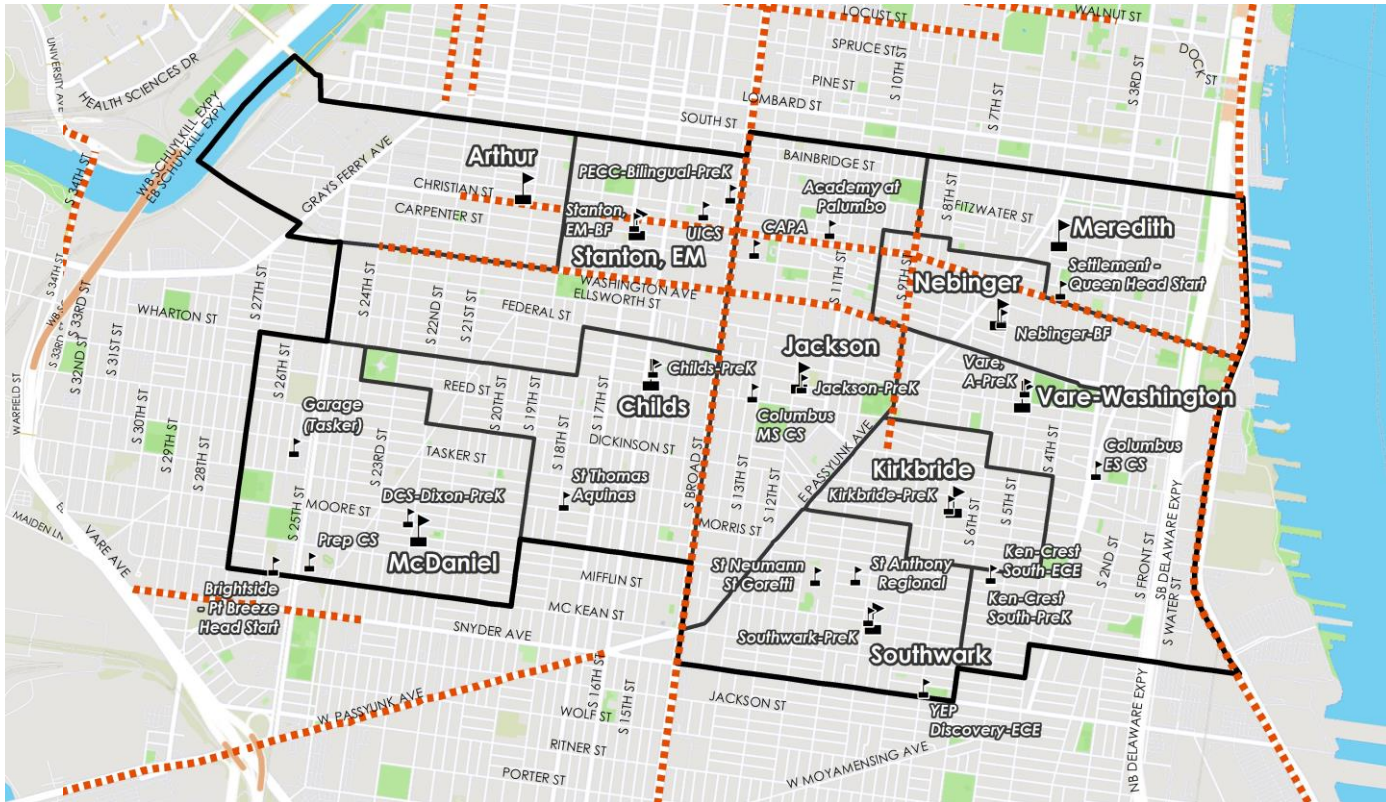 LOCUST ST
WALNUT ST
UNIVERSITY AVE
HEALTH SCIENCES DR
SPRUCE ST
S 10TH ST
DOCK ST
S 3RD ST
PINE ST
S 7TH ST
LOMBARD ST
SOUTH ST
WB SCHUYLKILL EXPY
EB SCHUYLKILL EXPY
S 34TH ST
GRAYS FERRY AVE
Arthur
CHRISTIAN ST
CARPENTER ST
PECC-Bilingual-PreK
BAINBRIDGE ST
Academy at
Palumbo
S 8TH ST
FITZWATER ST
Meredith
Stanton,
EM-BF
UICS
CAPA
Stanton, EM
S 11TH ST
S 9TH ST
Nebinger
Settlement -
Queen Head Start
Nebinger-BF
S 34TH ST
S 33RD ST
S 33RD ST
S 32ND ST
S 31ST ST
WHARTON ST
S 27TH ST
S 24TH ST
S 22ND ST
S 21ST ST
FEDERAL ST
WASHINGTON AVE
ELLSWORTH ST
Jackson
Jackson-PreK
Vare,
A-PreK
Vare-Washington
WARFIELD ST
S 30TH ST
S 29TH ST
S 28TH ST
S 26TH ST
REED ST
S 20TH ST
S 19TH ST
S 17TH ST
Childs-PreK
Childs
Columbus
MS CS
Garage
(Tasker)
S 23RD ST
TASKER ST
S 18TH ST
DICKINSON ST
S BROAD ST
S 13TH ST
S 12TH ST
E PASSYUNK AVE
S 4TH ST
Columbus
ES CS
Kirkbride
Kirkbride-PreK
S 6TH ST
S 5TH ST
St Thomas
Aquinas
DCS-Dixon-PreK
MOORE ST
S 25TH ST
Prep CS
McDaniel
MORRIS ST
MAIDEN LN
VARE AVE
Brightside
- Pt Breeze
Head Start
MIFFLIN ST
MC KEAN ST
SNYDER AVE
St Neumann
St Goretti
St Anthony
Regional
Ken-Crest
South-ECE
Ken-Crest
South-PreK
S 2ND ST
S FRONT ST
SB DELAWARE EXPY
S WATER ST
Southwark-PreK
Southwark
W PASSYUNK AVE
S 16TH ST
S 15TH ST
WOLF ST
RITNER ST
PORTER ST
JACKSON ST
YEP
Discovery-ECE
W MOYAMENSING AVE
NB DELAWARE EXPY